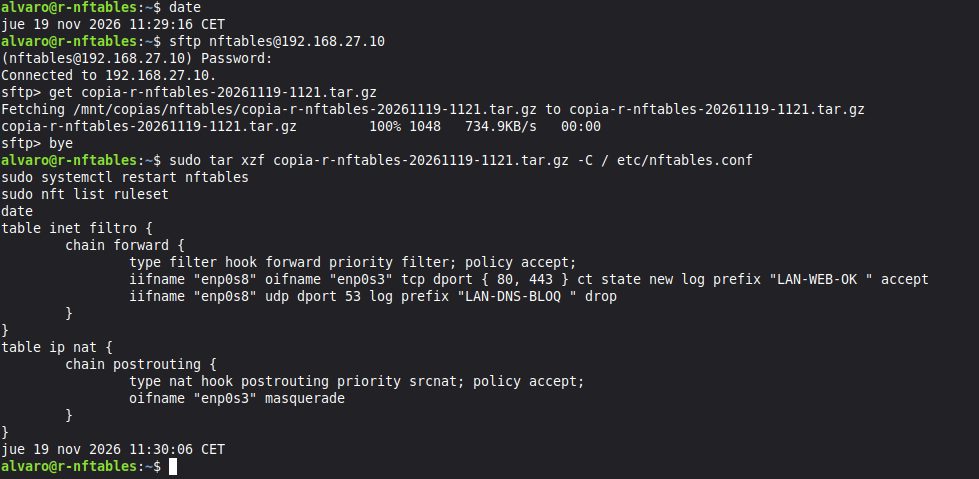 alvaro@r-nftables:~$ date
jue 19 nov 2026 11:29:16 CET
alvaro@r-nftables:~$ sftp nftables@192.168.27.10
(nftables@192.168.27.10) Password:
Connected to 192.168.27.10.
sftp> get copia-r-nftables-20261119-1121.tar.gz
Fetching /mnt/copias/nftables/copia-r-nftables-20261119-1121.tar.gz to copia-r-nftables-20261119-1121.tar.gz
copia-r-nftables-20261119-1121.tar.gz         100% 1048   734.9KB/s   00:00
sftp> bye
alvaro@r-nftables:~$ sudo tar xzf copia-r-nftables-20261119-1121.tar.gz -C / etc/nftables.conf
sudo systemctl restart nftables
sudo nft list ruleset
date
table inet filtro {
        chain forward {
                type filter hook forward priority filter; policy accept;
                iifname "enp0s8" oifname "enp0s3" tcp dport { 80, 443 } ct state new log prefix "LAN-WEB-OK " accept
                iifname "enp0s8" udp dport 53 log prefix "LAN-DNS-BLOQ " drop
        }
}
table ip nat {
        chain postrouting {
                type nat hook postrouting priority srcnat; policy accept;
                oifname "enp0s3" masquerade
        }
}
jue 19 nov 2026 11:30:06 CET
alvaro@r-nftables:~$